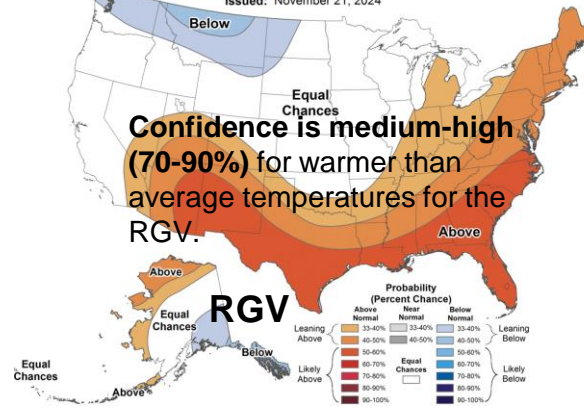 Issued: November 21, 2024
Below
Equal
Chances
Confidence is medium-high
(70-90%) for warmer than
average temperatures for the
RGV.
Above
Above
RGV
Equal
Chances
Below
Equal
Chances
Above
Probability
(Percent Chance)
Above
Normal
Near
Normal
Below
Normal
Leaning
Above
33-40%
33-40%
33-40%
Leaning
Below
40-50%
40-50%
40-50%
Likely
Above
50-60%
60-70%
70-80%
80-90%
90-100%
Equal
Chances
50-60%
60-70%
70-80%
80-90%
90-100%
Likely
Below